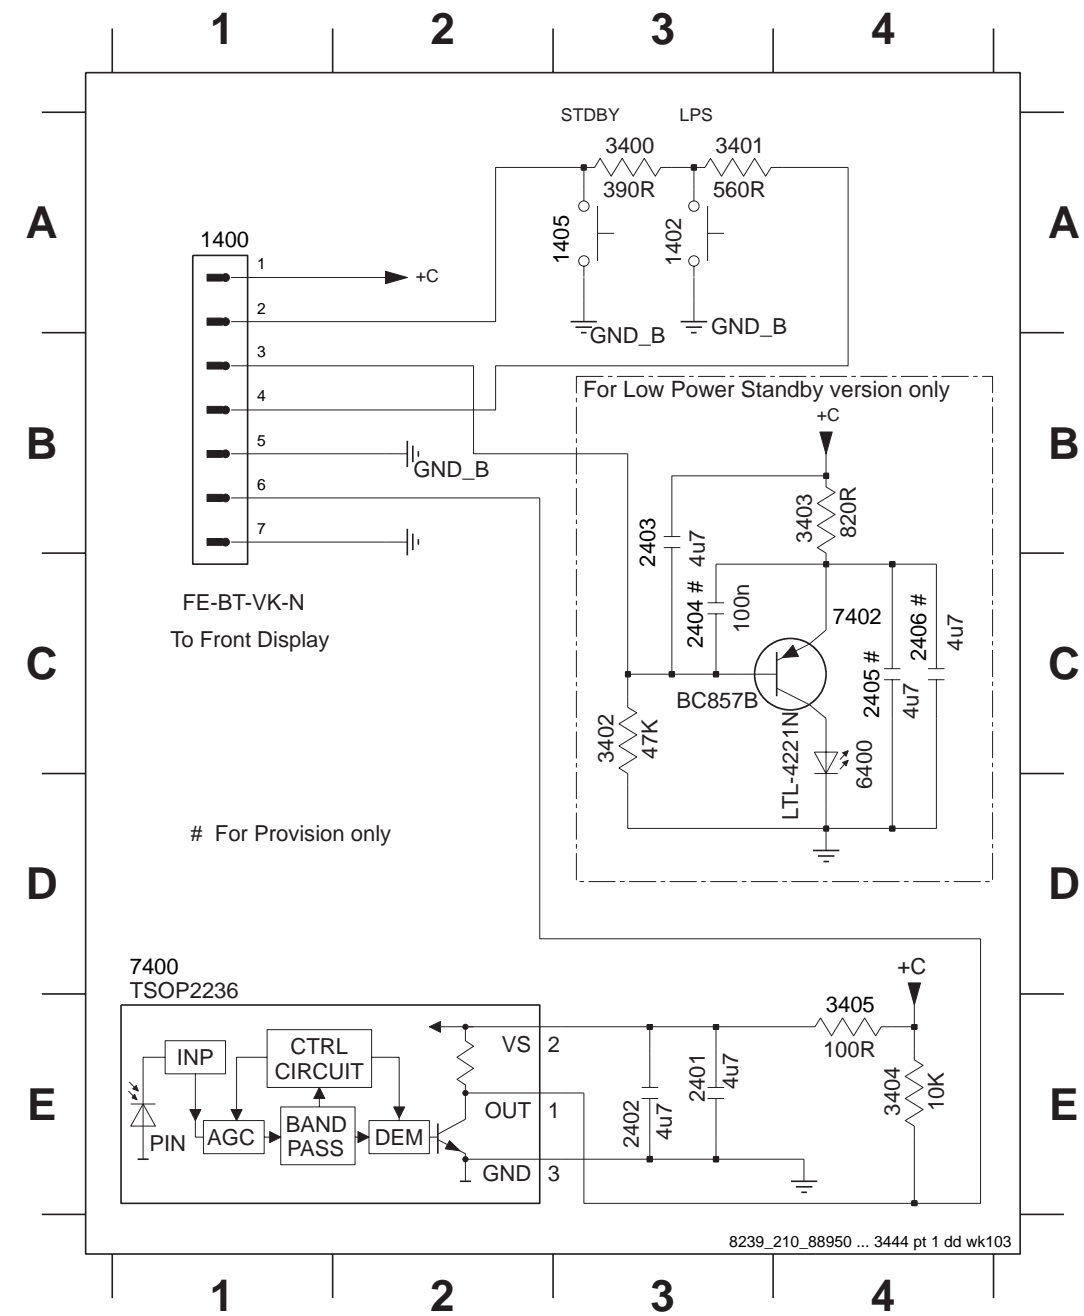 1 2 3 4
A A
B B
C C
D D
E E
STDBY LPS
3400 3401
390R 560R
1405 1402
GND_B GND_B
1400
1
+C
2
3
4
5
GND_B
6
7
FE-BT-VK-N
To Front Display
For Low Power Standby version only
+C
3403
820R
2403
4u7
2404 #
100n
7402
2406 #
4u7
2405 #
4u7
BC857B
3402
47K
LTL-4221N
6400
# For Provision only
7400
TSOP2236
+C
3405
100R
INP
CTRL
CIRCUIT
VS 2
2401
4u7
3404
10K
OUT 1
2402
4u7
PIN
AGC
BAND
PASS
DEM
GND 3
8239_210_88950 ... 3444 pt 1 dd wk103
1 2 3 4